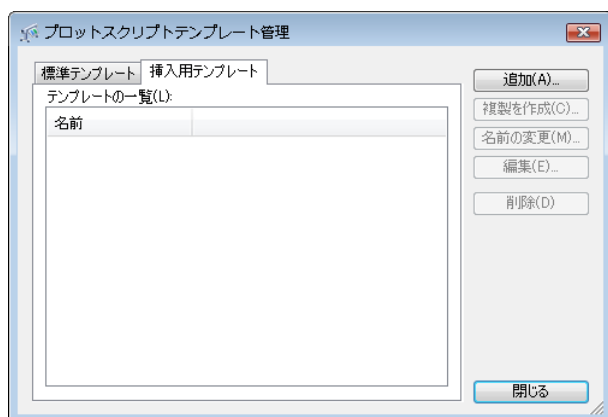 プロットスクリプトテンプレート管理
標準テンプレート
挿入用テンプレート
テンプレートの一覧(L):
名前
追加(A)...
複製を作成(C)...
名前の変更(M)...
編集(E)...
削除(D)
閉じる